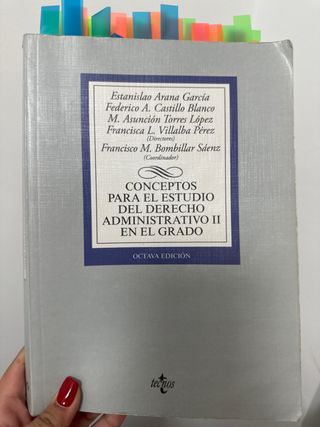 Estanislao Arana García
Federico A. Castillo Blanco
M. Asunción Torres López
Francisca L. Villalba Pérez
(Directores)
Francisco M. Bombillar Sáenz
(Coordinador)
CONCEPTOS
PARA EL ESTUDIO
DEL DERECHO
ADMINISTRATIVO II
EN EL GRADO
OCTAVA EDICIÓN
tecnos